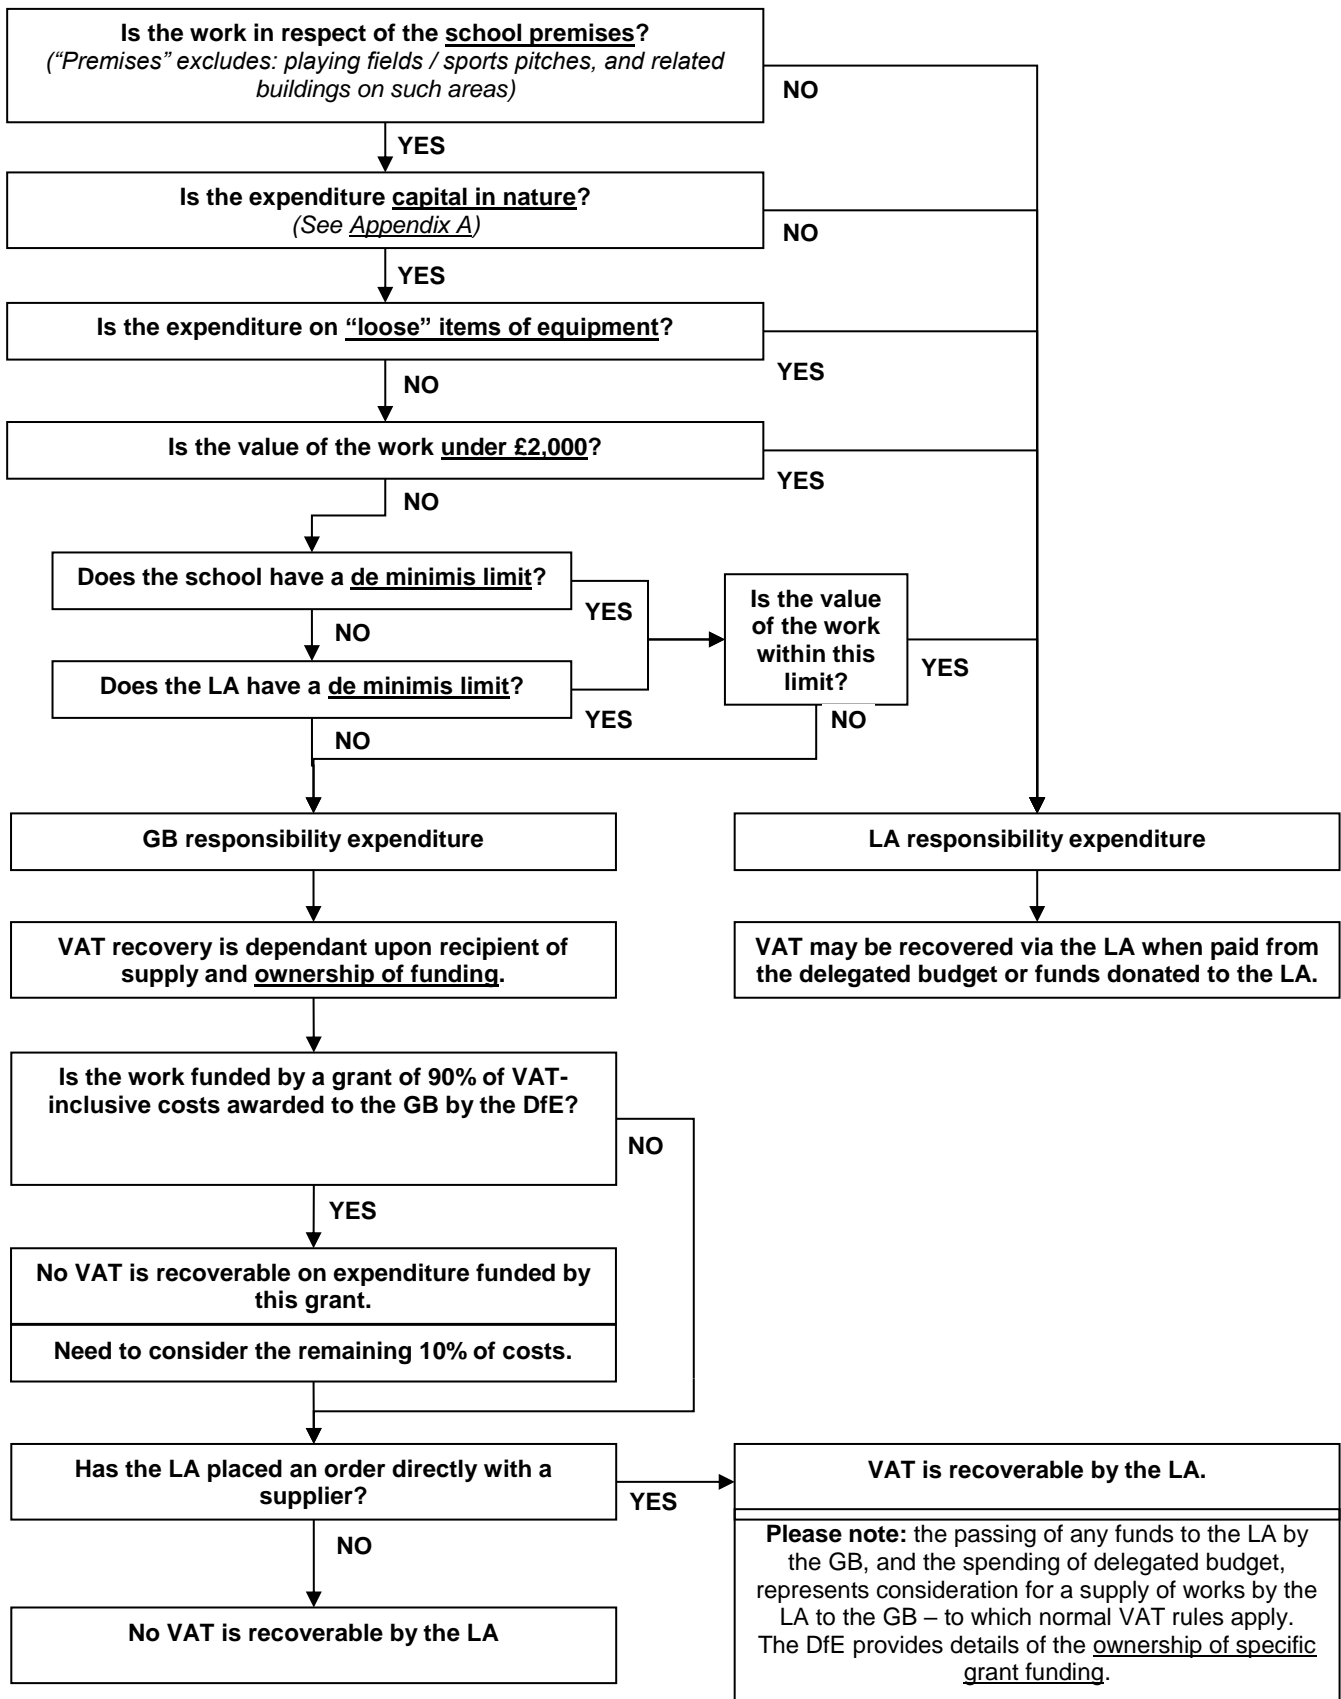 Is the work in respect of the school premises?
(“Premises” excludes: playing fields / sports pitches, and related
buildings on such areas)
NO
YES
Is the expenditure capital in nature?
(See Appendix A)
NO
YES
Is the expenditure on “loose” items of equipment?
YES
NO
Is the value of the work under £2,000?
YES
NO
Does the school have a de minimis limit?
YES
NO
Does the LA have a de minimis limit?
YES
NO
Is the value
of the work
within this
limit?
YES
NO
GB responsibility expenditure
LA responsibility expenditure
VAT recovery is dependant upon recipient of
supply and ownership of funding.
VAT may be recovered via the LA when paid from
the delegated budget or funds donated to the LA.
Is the work funded by a grant of 90% of VAT-
inclusive costs awarded to the GB by the DfE?
NO
YES
No VAT is recoverable on expenditure funded by
this grant.
Need to consider the remaining 10% of costs.
Has the LA placed an order directly with a
supplier?
YES
NO
No VAT is recoverable by the LA
VAT is recoverable by the LA.
Please note: the passing of any funds to the LA by
the GB, and the spending of delegated budget,
represents consideration for a supply of works by the
LA to the GB – to which normal VAT rules apply.
The DfE provides details of the ownership of specific
grant funding.